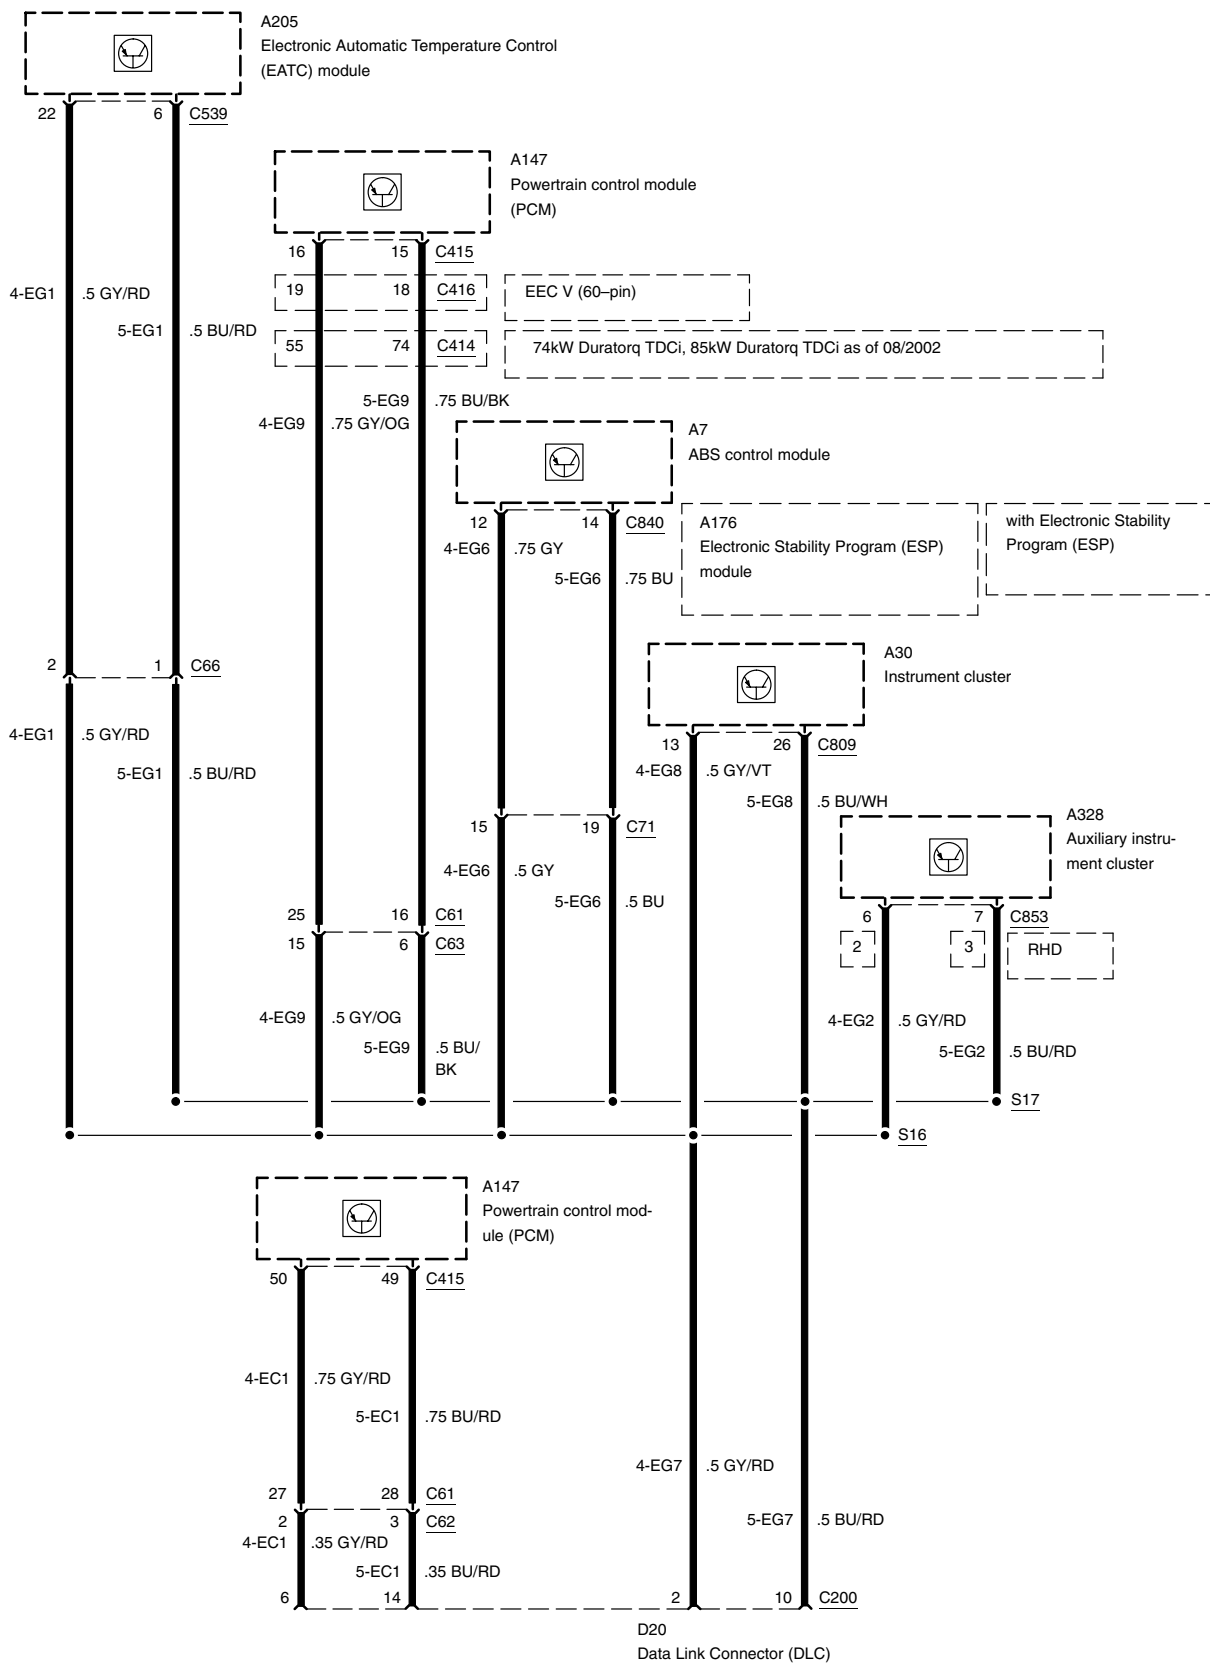 A205
Electronic Automatic Temperature Control
(EATC) module
22 6 C539
A147
Powertrain control module
(PCM)
16 15 C415
4-EG1 .5 GY/RD
19 18 C416
EEC V (60–pin)
5-EG1 .5 BU/RD
55 74 C414
74kW Duratorq TDCi, 85kW Duratorq TDCi as of 08/2002
5-EG9 .75 BU/BK
4-EG9 .75 GY/OG
A7
ABS control module
12 14 C840
A176
Electronic Stability Program (ESP)
module
with Electronic Stability
Program (ESP)
4-EG6 .75 GY
5-EG6 .75 BU
A30
Instrument cluster
2 1 C66
4-EG1 .5 GY/RD
5-EG1 .5 BU/RD
13 26 C809
4-EG8 .5 GY/VT
5-EG8 .5 BU/WH
A328
Auxiliary instru-
ment cluster
15 19 C71
4-EG6 .5 GY
5-EG6 .5 BU
25 16 C61
15 6 C63
6 7 C853
2 3 RHD
4-EG9 .5 GY/OG
5-EG9 .5 BU/
BK
4-EG2 .5 GY/RD
5-EG2 .5 BU/RD
S17
S16
A147
Powertrain control mod-
ule (PCM)
50 49 C415
4-EC1 .75 GY/RD
5-EC1 .75 BU/RD
4-EG7 .5 GY/RD
27 28 C61
2 3 C62
5-EG7 .5 BU/RD
4-EC1 .35 GY/RD
5-EC1 .35 BU/RD
6 14 2 10 C200
D20
Data Link Connector (DLC)